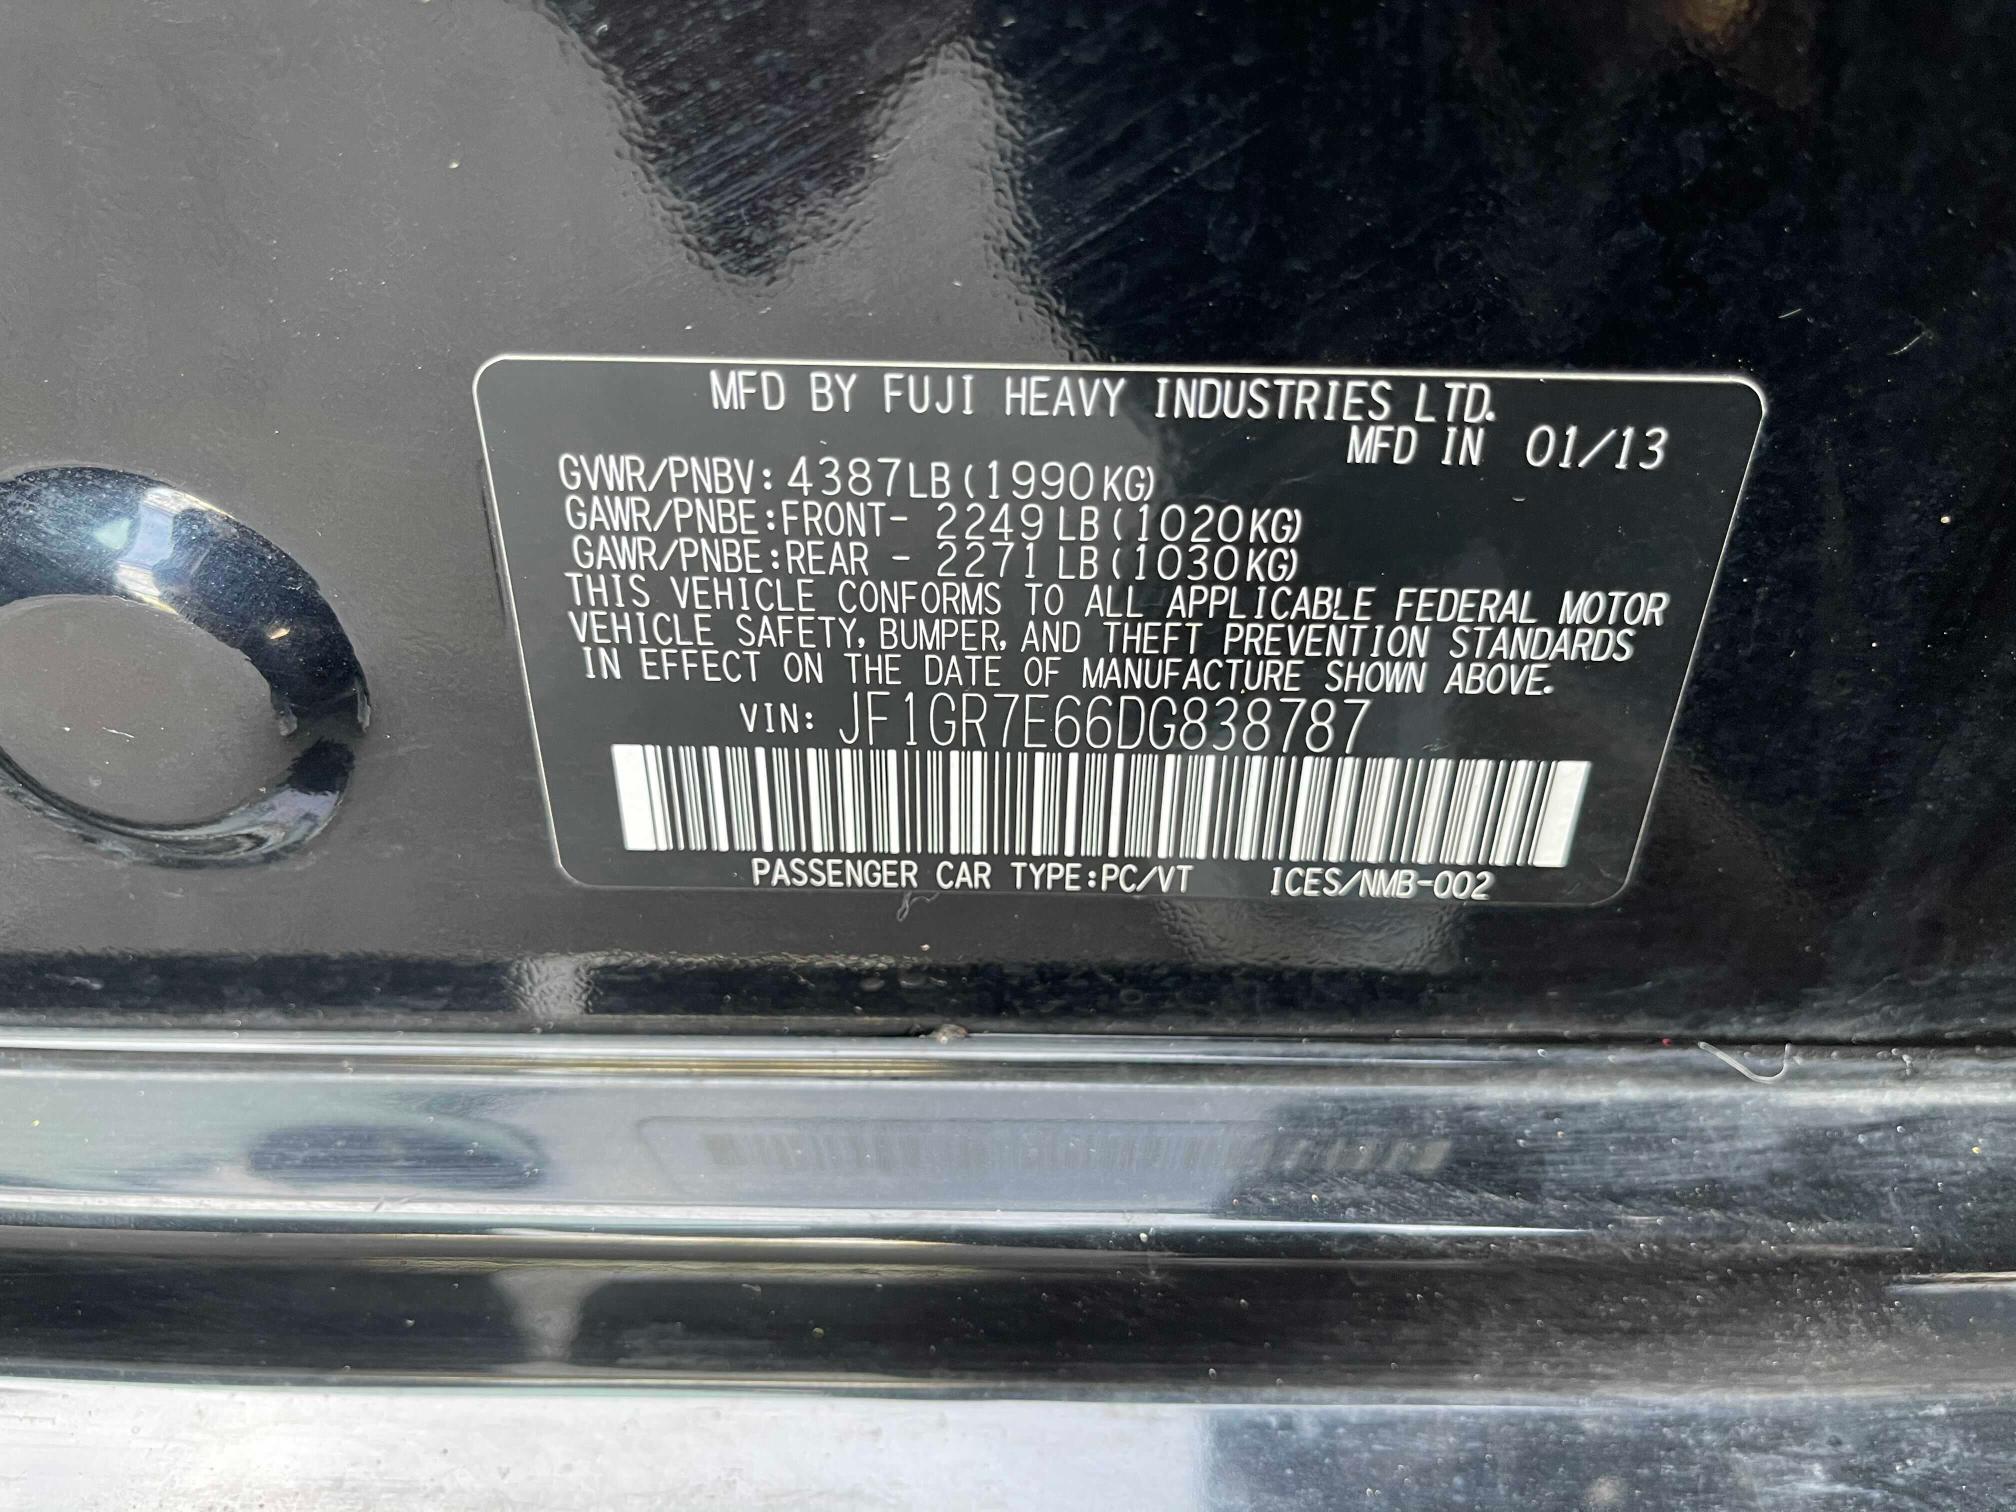 MFD BY FUJI HEAVY INDUSTRIES LTD.
MFD IN 01/13
GVWR/PNBV: 4387LB(1990KG)
GAWR/PNBE:FRONT- 2249LB(1020KG)
GAWR/PNBE:REAR - 2271LB(1030KG)
THIS VEHICLE CONFORMS TO ALL APPLICABLE FEDERAL MOTOR
VEHICLE SAFETY, BUMPER, AND THEFT PREVENTION STANDARDS
IN EFFECT ON THE DATE OF MANUFACTURE SHOWN ABOVE.
VIN: JF1GR7E66DG838787
PASSENGER CAR TYPE:PC/VT ICES/NMB-002